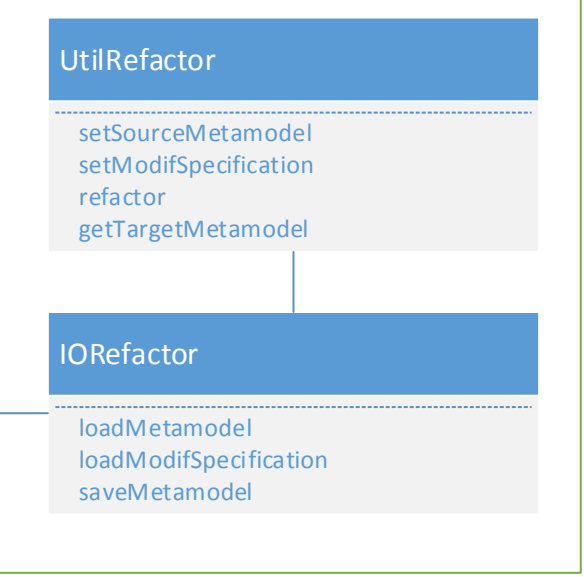 UtilRefactor
setSourceMetamodel
setModifSpecification
refactor
getTargetMetamodel
IORefactor
loadMetamodel
loadModifSpecification
saveMetamodel